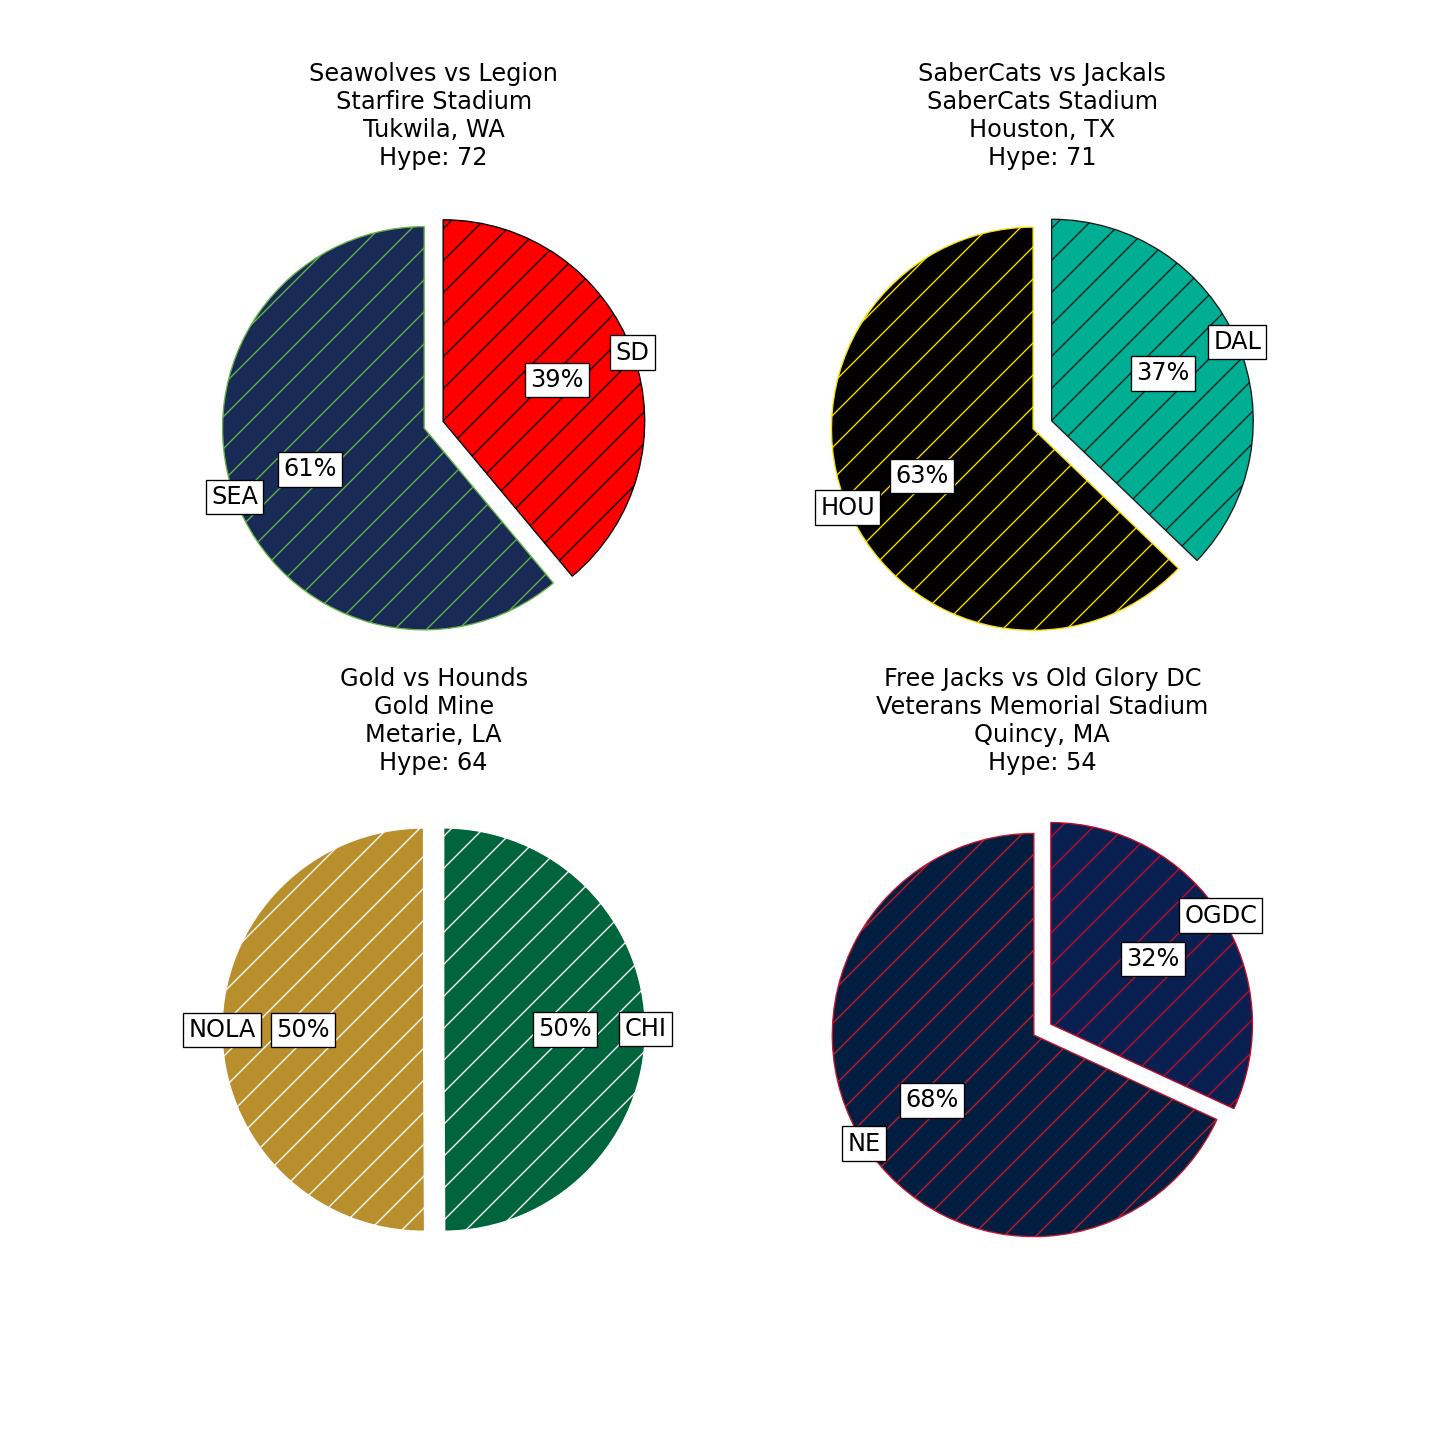 Seawolves vs Legion
Starfire Stadium
Tukwila, WA
Hype: 72
SD
39%
61%
SEA
SaberCats vs Jackals
SaberCats Stadium
Houston, TX
Hype: 71
DAL
37%
63%
HOU
Gold vs Hounds
Gold Mine
Metarie, LA
Hype: 64
NOLA
50%
50%
CHI
Free Jacks vs Old Glory DC
Veterans Memorial Stadium
Quincy, MA
Hype: 54
OGDC
32%
68%
NE